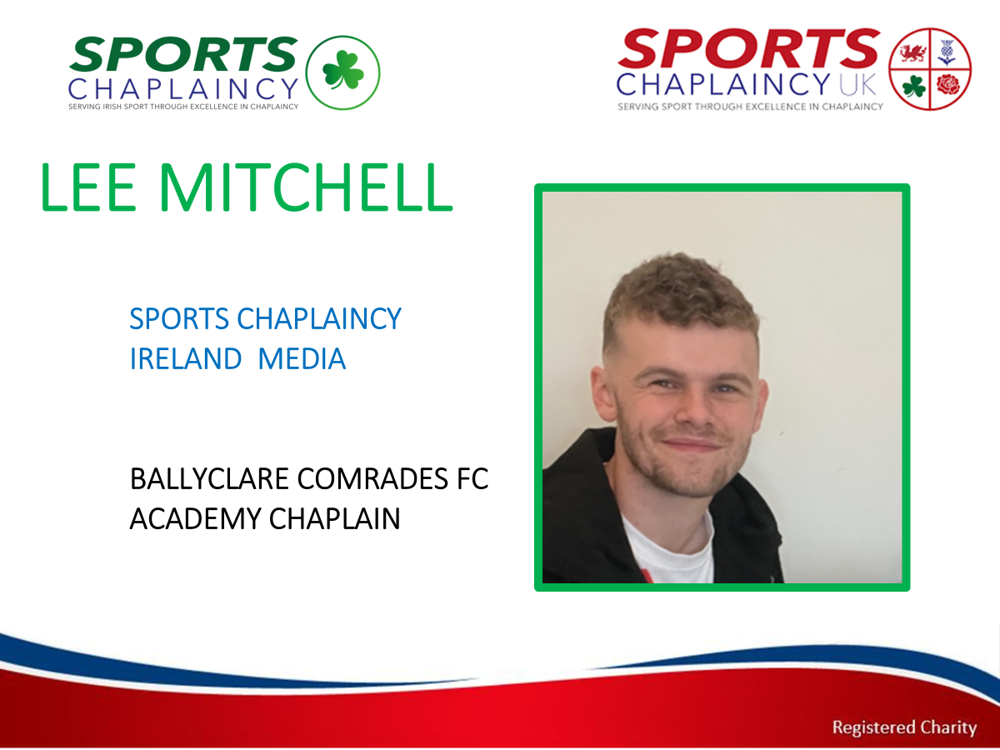 SPORTS
CHAPLAINCY
SERVING IRISH SPORT THROUGH EXCELLENCE IN CHAPLAINCY
SPORTS
CHAPLAINCY UK
SERVING SPORT THROUGH EXCELLENCE IN CHAPLAINCY
LEE MITCHELL
SPORTS CHAPLAINCY
IRELAND MEDIA
BALLYCLARE COMRADES FC
ACADEMY CHAPLAIN
Registered Charity